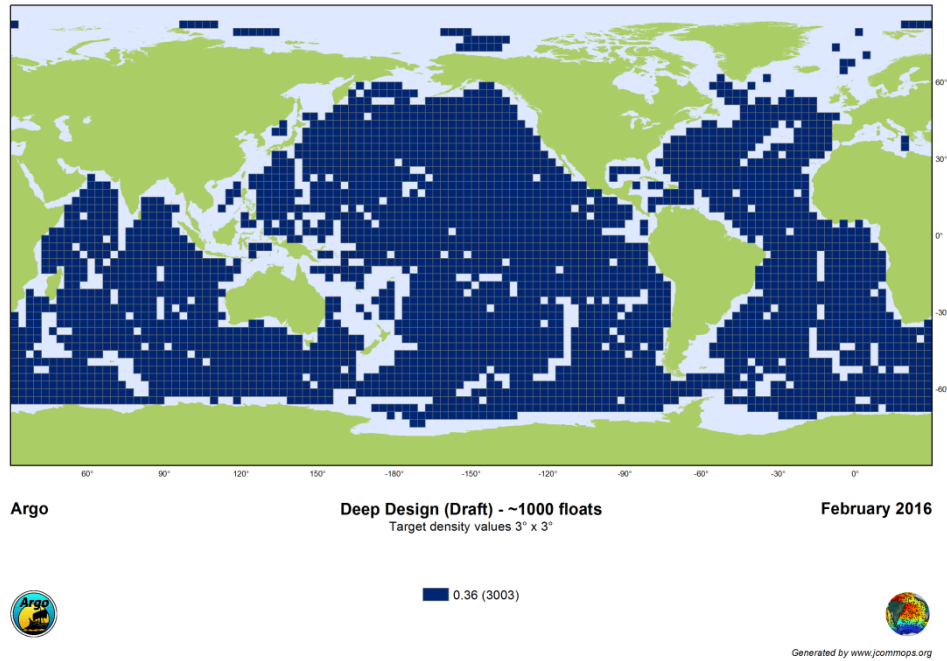 60°
30°
0°
-30
-60
60°
90°
120°
150°
-180°
-150°
-120°
-90°
-60°
-30°
0°
Argo
Deep Design (Draft) - ~1000 floats
February 2016
Target density values 3° x 3°
0.36 (3003)
Argo
Generated by www.jcommops.org